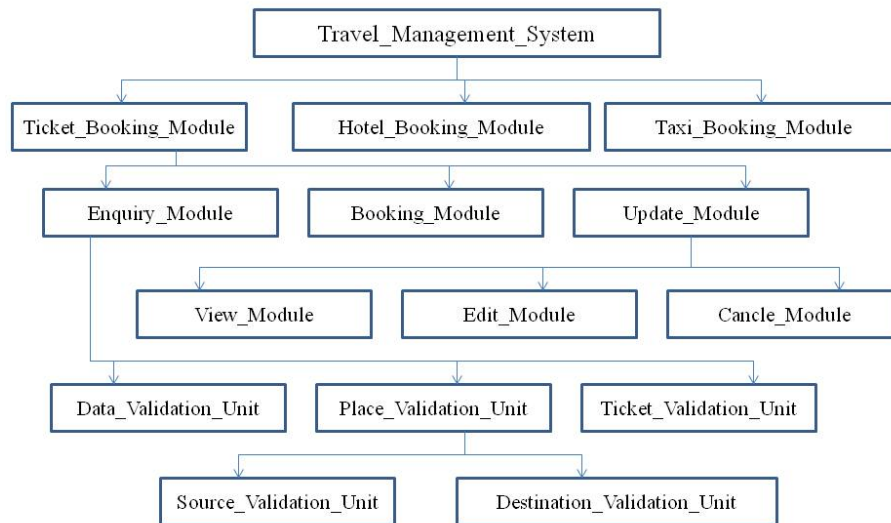 Travel_Management_System
Ticket_Booking_Module
Hotel_Booking_Module
Taxi_Booking_Module
Enquiry_Module
Booking_Module
Update_Module
View_Module
Edit_Module
Cancle_Module
Data_Validation_Unit
Place_Validation_Unit
Ticket_Validation_Unit
Source_Validation_Unit
Destination_Validation_Unit